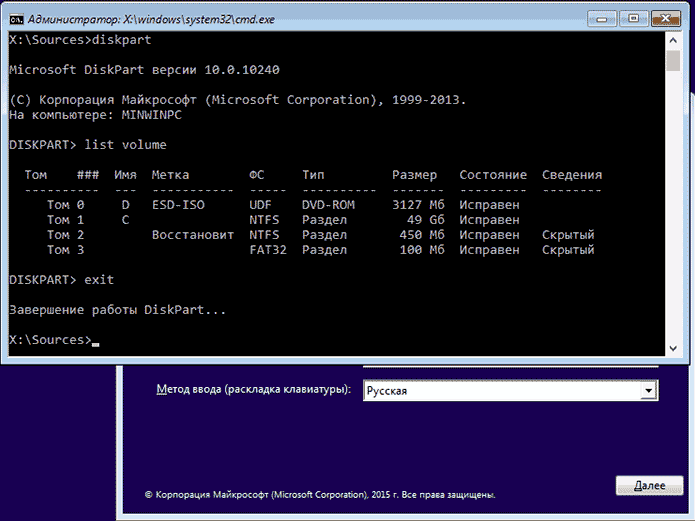 Администратор: X:\windows\system32\cmd.exe
X:\Sources>diskpart
Microsoft DiskPart версии 10.0.10240
(C) Корпорация Майкрософт (Microsoft Corporation), 1999-2013.
На компьютере: MINWINPC
DISKPART> list volume
Том ### Имя Метка ФС Тип Размер Состояние Сведения
---------- --- ----------- ----- ---------- ------- --------- --------
Том 0 D ESD-ISO UDF DVD-ROM 3127 Мб Исправен
Том 1 C NTFS Раздел 49 Gб Исправен
Том 2 Восстановит NTFS Раздел 450 Мб Исправен Скрытый
Том 3 FAT32 Раздел 100 Мб Исправен Скрытый
DISKPART> exit
Завершение работы DiskPart...
X:\Sources>_
Метод ввода (раскладка клавиатуры): Русская
Далее
© Корпорация Майкрософт (Microsoft Corporation), 2015 г. Все права защищены.